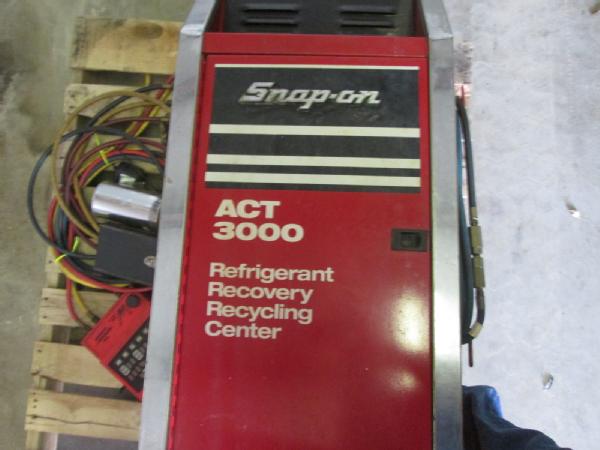 Snap-on
ACT
3000
Refrigerant
Recovery
Recycling
Center